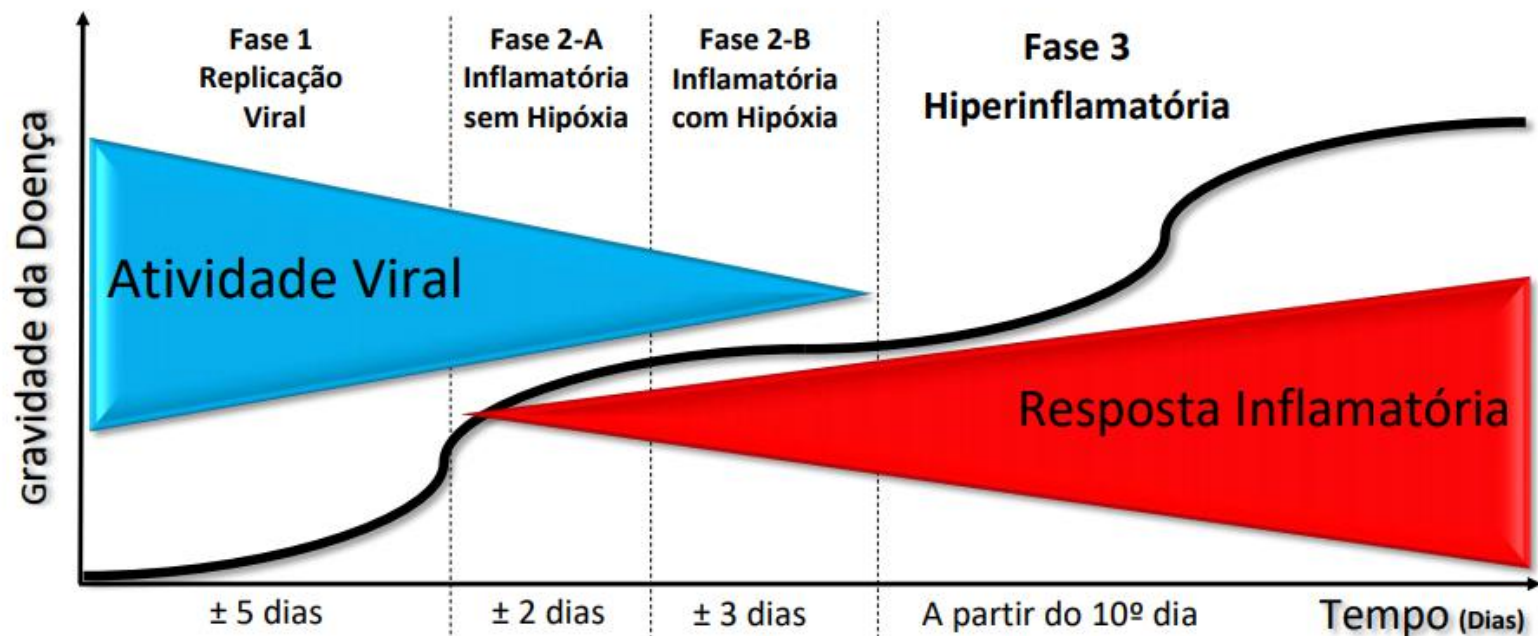 Fase 1
Replicação
Viral
Fase 2-A
Inflamatória
sem Hipóxia
Fase 2-B
Inflamatória
com Hipóxia
Fase 3
Hiperinflamatória
Gravidade da Doença
Atividade Viral
Resposta Inflamatória
± 5 dias
± 2 dias
± 3 dias
A partir do 10º dia
Tempo (Dias)